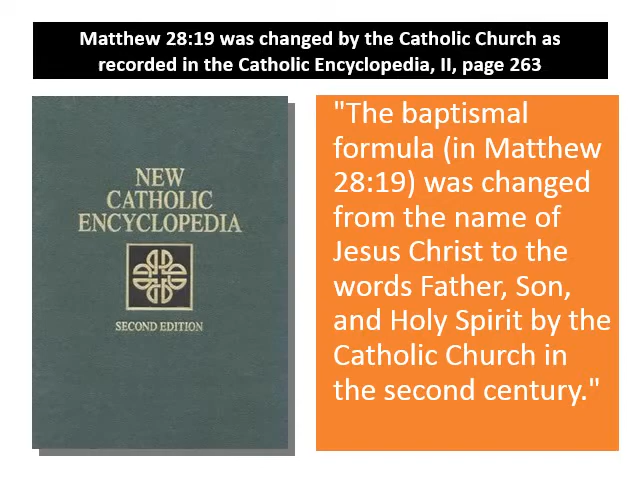 Matthew 28:19 was changed by the Catholic Church as
recorded in the Catholic Encyclopedia, II, page 263
NEW
CATHOLIC
ENCYCLOPEDIA
SECOND EDITION
"The baptismal
formula (in Matthew
28:19) was changed
from the name of
Jesus Christ to the
words Father, Son,
and Holy Spirit by the
Catholic Church in
the second century."